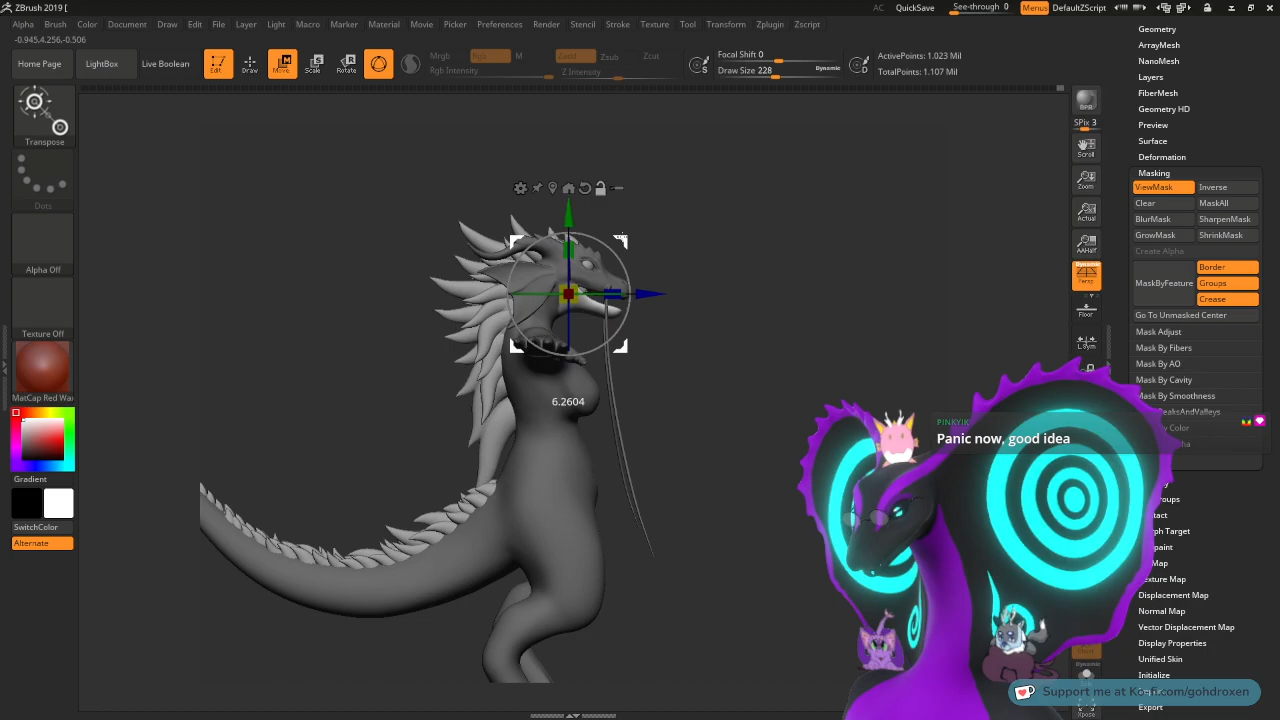 ZBrush 2019 [
AC QuickSave See-through 0 Menus DefaultZScript
Alpha Brush Color Document Draw Edit File Layer Light Macro Marker Material Movie Picker Preferences Render Stencil Stroke Texture Tool Transform Zplugin Zscript
-0.945,4.256,-0.506
Home Page LightBox Live Boolean Edit Draw Move Scale Rotate
Mrgb Rgb M
Rgb Intensity
Zadd Zsub Zcut
Z Intensity
S
Focal Shift 0
Draw Size 228 Dynamic
D
ActivePoints: 1.023 Mil
TotalPoints: 1.107 Mil
Transpose
Dots
Alpha Off
Texture Off
MatCap Red Wax
Gradient
SwitchColor
Alternate
6.2604
BPR
SPix 3
Scroll
Zoom
Actual
AAHalf
Dynamic
Persp
Floor
L.Sym
Dynamic
Xpose
Geometry
ArrayMesh
NanoMesh
Layers
FiberMesh
Geometry HD
Preview
Surface
Deformation
Masking
ViewMask Inverse
Clear MaskAll
BlurMask SharpenMask
GrowMask ShrinkMask
Create Alpha
MaskByFeature Border
Groups
Crease
Go To Unmasked Center
Mask Adjust
Mask By Fibers
Mask By AO
Mask By Cavity
Mask By Smoothness
PINKYIK
Panic now, good idea
Displacement Map
Normal Map
Vector Displacement Map
Display Properties
Unified Skin
Initialize
Export
Support me at Ko-fi.com/gohdroxen